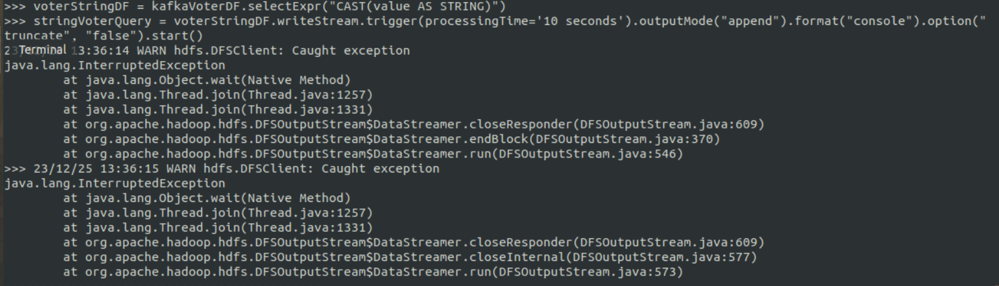 >>> voterStringDF = kafkaVoterDF.selectExpr("CAST(value AS STRING)")
>>> stringVoterQuery = voterStringDF.writeStream.trigger(processingTime='10 seconds').outputMode("append").format("console").option("
truncate", "false").start()
23 Terminal 13:36:14 WARN hdfs.DFSClient: Caught exception
java.lang.InterruptedException
        at java.lang.Object.wait(Native Method)
        at java.lang.Thread.join(Thread.java:1257)
        at java.lang.Thread.join(Thread.java:1331)
        at org.apache.hadoop.hdfs.DFSOutputStream$DataStreamer.closeResponder(DFSOutputStream.java:609)
        at org.apache.hadoop.hdfs.DFSOutputStream$DataStreamer.endBlock(DFSOutputStream.java:370)
        at org.apache.hadoop.hdfs.DFSOutputStream$DataStreamer.run(DFSOutputStream.java:546)
>>> 23/12/25 13:36:15 WARN hdfs.DFSClient: Caught exception
java.lang.InterruptedException
        at java.lang.Object.wait(Native Method)
        at java.lang.Thread.join(Thread.java:1257)
        at java.lang.Thread.join(Thread.java:1331)
        at org.apache.hadoop.hdfs.DFSOutputStream$DataStreamer.closeResponder(DFSOutputStream.java:609)
        at org.apache.hadoop.hdfs.DFSOutputStream$DataStreamer.closeInternal(DFSOutputStream.java:577)
        at org.apache.hadoop.hdfs.DFSOutputStream$DataStreamer.run(DFSOutputStream.java:573)